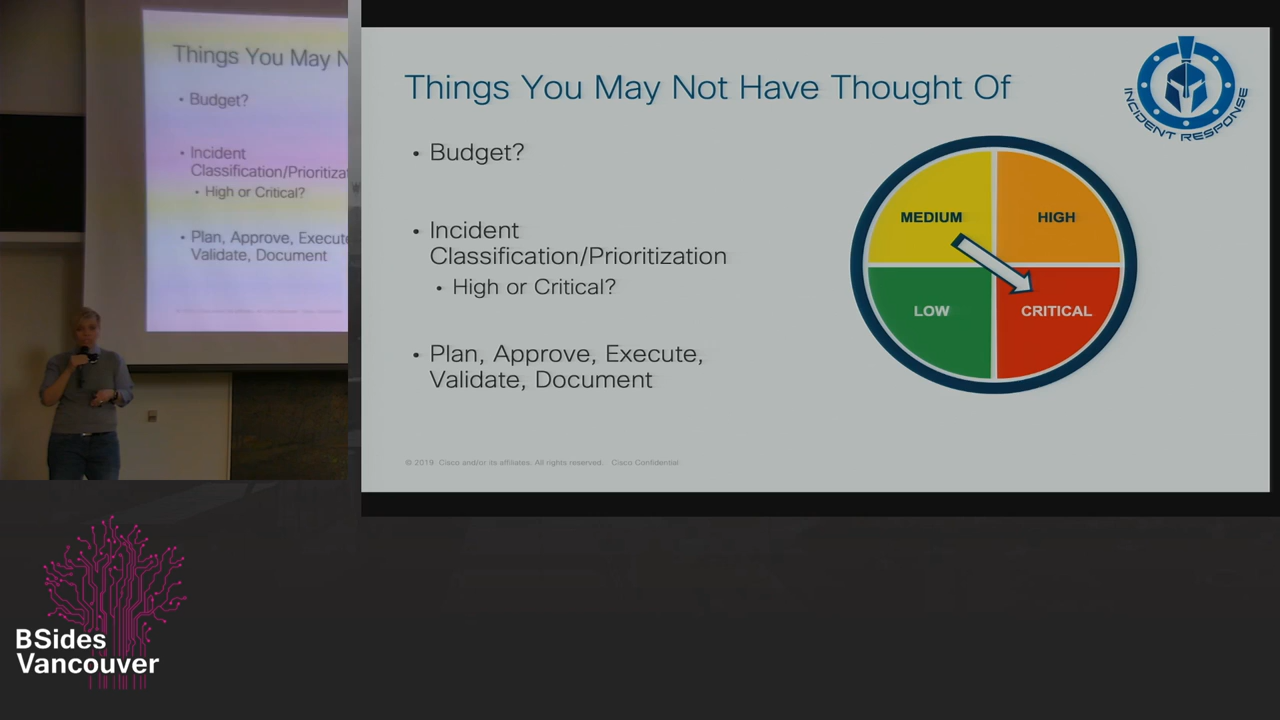 Things You May N
• Budget?
• Incident
Classification/Prioritizat
• High or Critical?
• Plan, Approve, Execute
Validate, Document
Things You May Not Have Thought Of
• Budget?
• Incident
Classification/Prioritization
• High or Critical?
• Plan, Approve, Execute,
Validate, Document
© 2019 Cisco and/or its affiliates. All rights reserved. Cisco Confidential
INCIDENT RESPONSE
MEDIUM
HIGH
LOW
CRITICAL
BSides
Vancouver